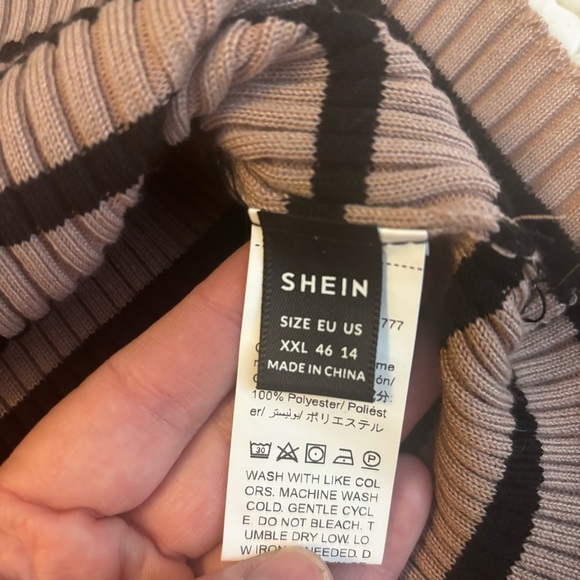 SHEIN
SIZE EU US
XXL 46 14
MADE IN CHINA
777
100% Polyester/ Poliést
er/ بوليستر/ ポリエステル
30
P
WASH WITH LIKE COL
ORS. MACHINE WASH
COLD. GENTLE CYCL
E. DO NOT BLEACH. T
UMBLE DRY LOW. LO
W IRON NEEDED. D